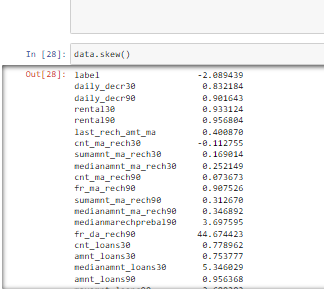 In [28]: data.skew()
Out[28]: label -2.089439
daily_decr30 0.832184
daily_decr90 0.901643
rental30 0.933124
rental90 0.956804
last_rech_amt_ma 0.400870
cnt_ma_rech30 -0.112755
sumamnt_ma_rech30 0.169014
medianamnt_ma_rech30 0.252149
cnt_ma_rech90 0.073673
fr_ma_rech90 0.907526
sumamnt_ma_rech90 0.312670
medianamnt_ma_rech90 0.346892
medianmarechprebal90 3.697595
fr_da_rech90 44.674423
cnt_loans30 0.778962
amnt_loans30 0.753777
medianamnt_loans30 5.346029
amnt_loans90 0.956368